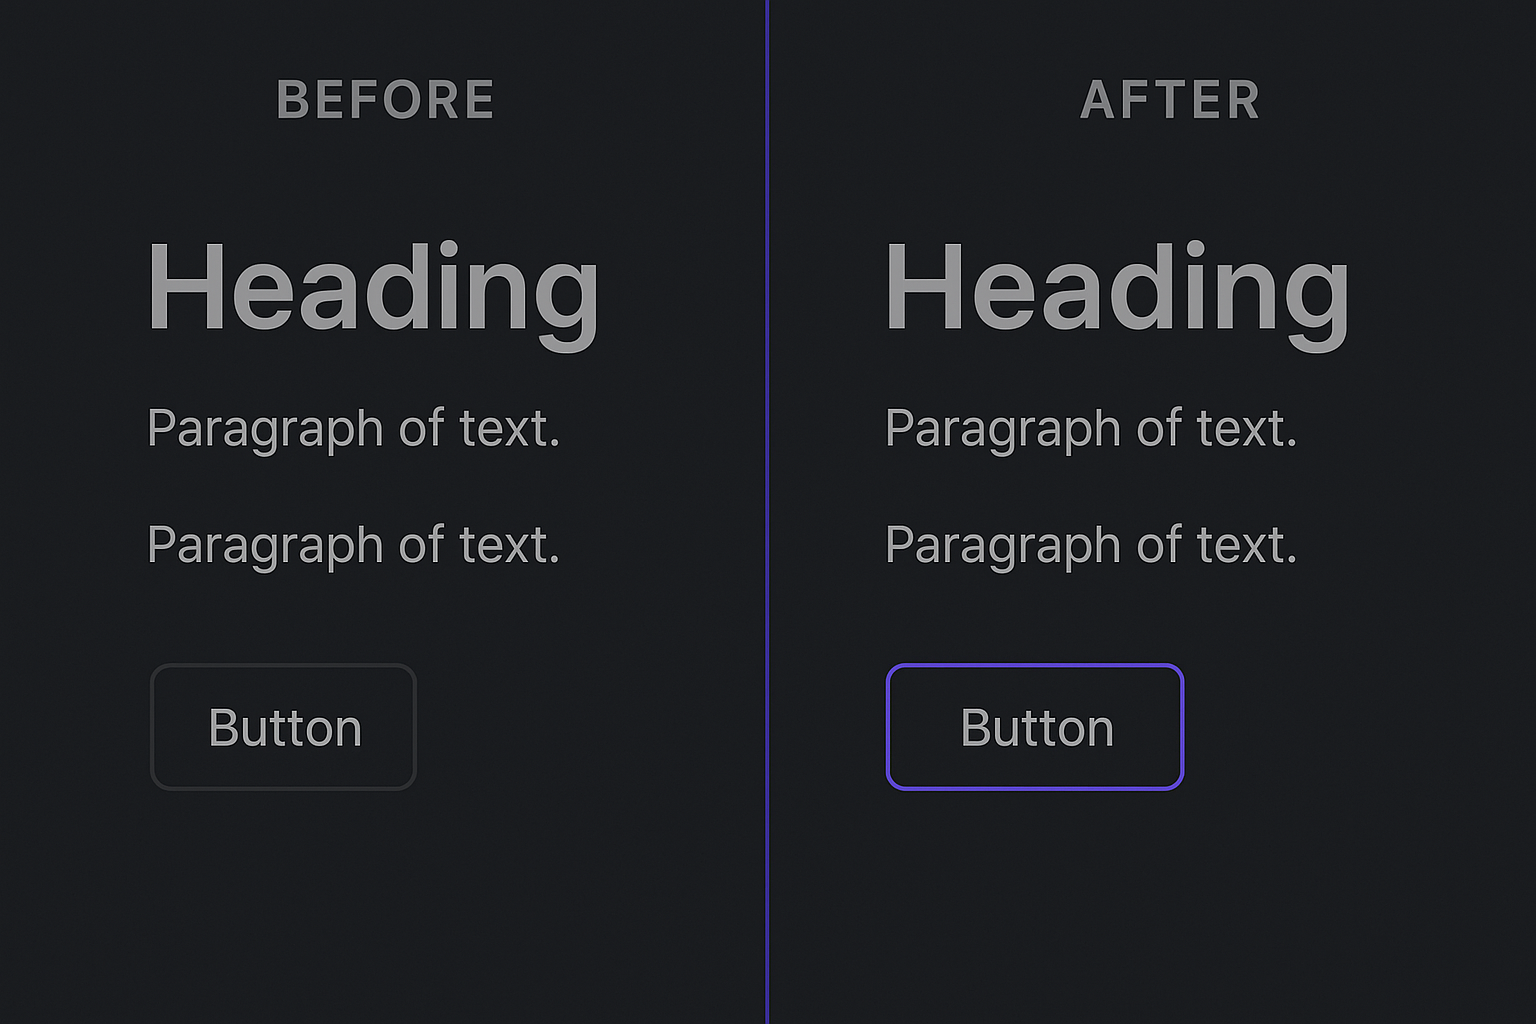 BEFORE
Heading
Paragraph of text.
Paragraph of text.
Button
AFTER
Heading
Paragraph of text.
Paragraph of text.
Button